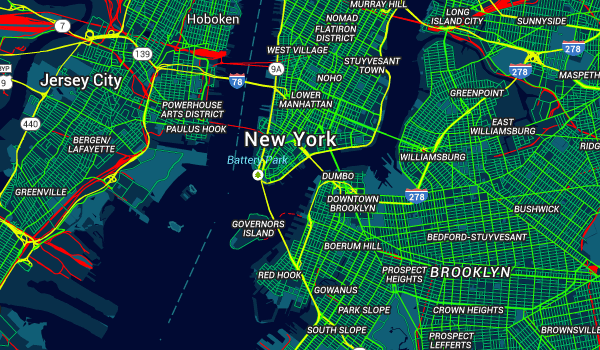 MURRAY HILL
Hoboken
NOMAD
LONG
ISLAND CITY
SUNNYSIDE
7
FLATIRON
DISTRICT
WEST VILLAGE
278
139
STUYVESANT
TOWN
9A
278
MASPETH
Jersey City
78
NOHO
9
LOWER
MANHATTAN
GREENPOINT
POWERHOUSE
ARTS DISTRICT
440
PAULUS HOOK
EAST
WILLIAMSBURG
New York
BERGEN/
LAFAYETTE
RIDG
Battery Park
WILLIAMSBURG
DUMBO
GREENVILLE
278
DOWNTOWN
BROOKLYN
BUSHWICK
GOVERNORS
ISLAND
BEDFORD-STUYVESANT
BOERUM HILL
RED HOOK
PROSPECT
HEIGHTS
BROOKLYN
GOWANUS
PARK SLOPE
CROWN HEIGHTS
SOUTH SLOPE
BROWNSVILLE
PROSPECT
LEFFERTS